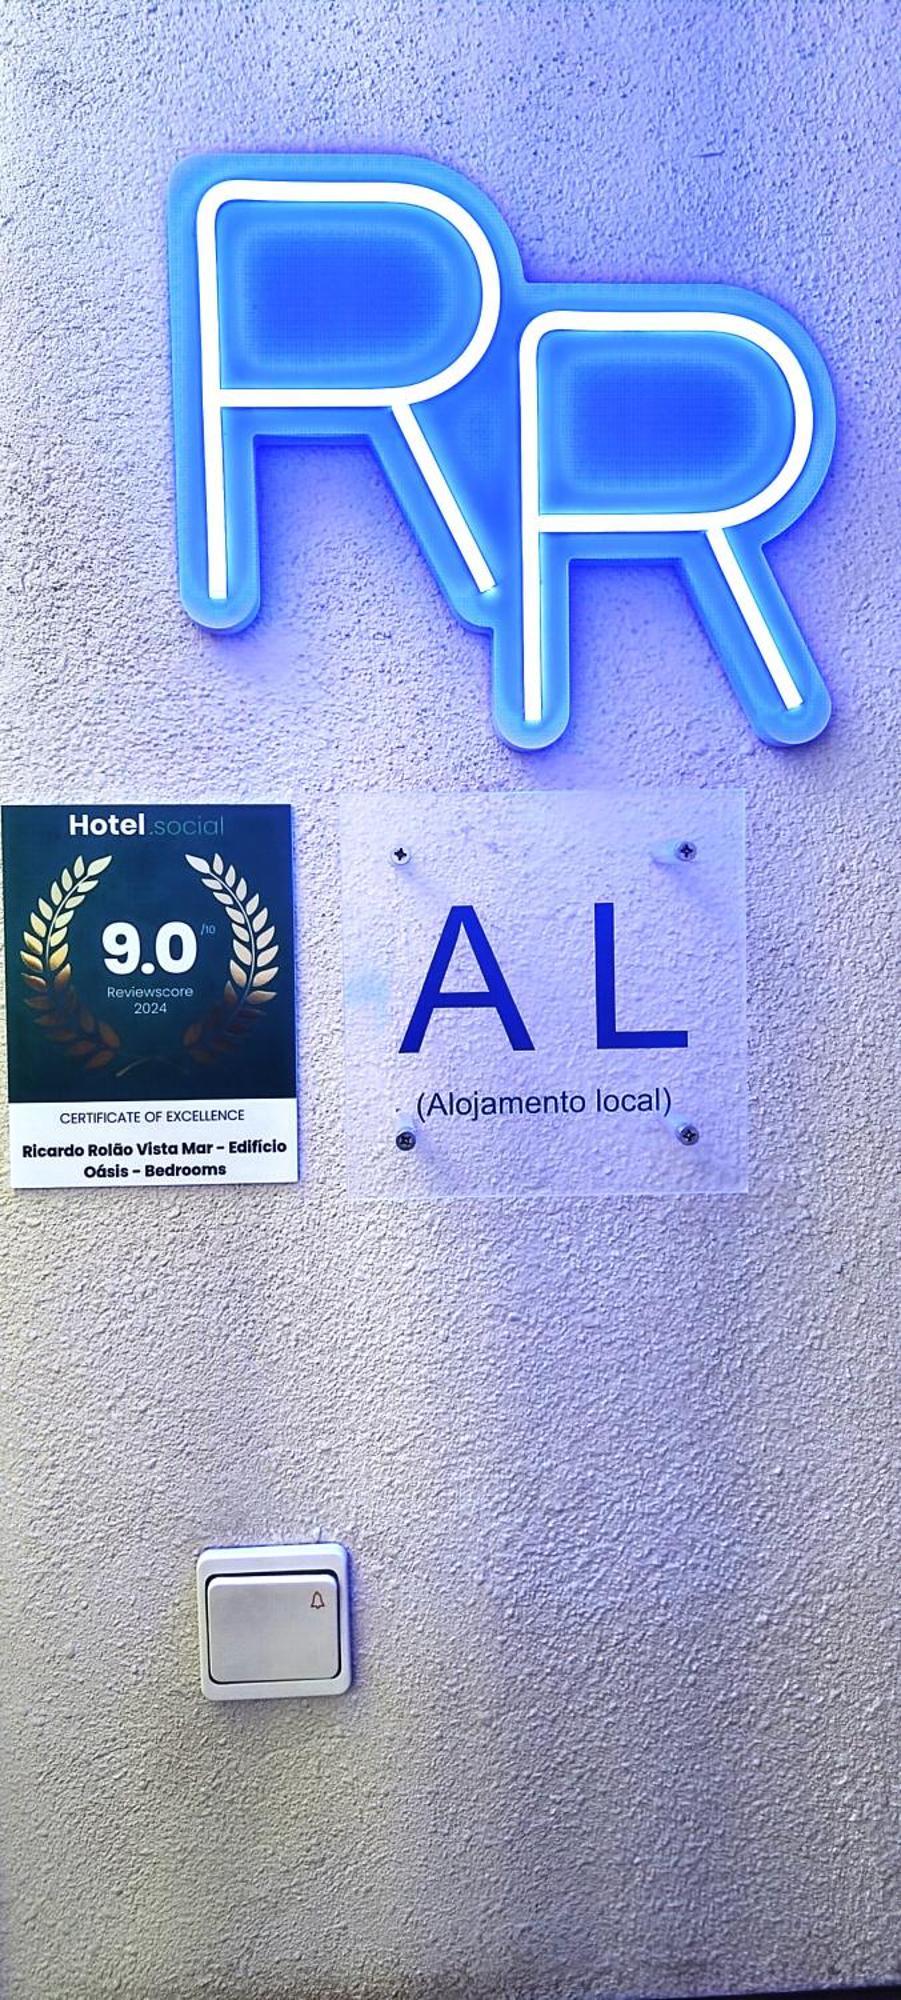 RR
Hotel.social
9.0/10
Reviewscore
2024
CERTIFICATE OF EXCELLENCE
Ricardo Rolão Vista Mar - Edifício
Oásis - Bedrooms
A L
(Alojamento local)